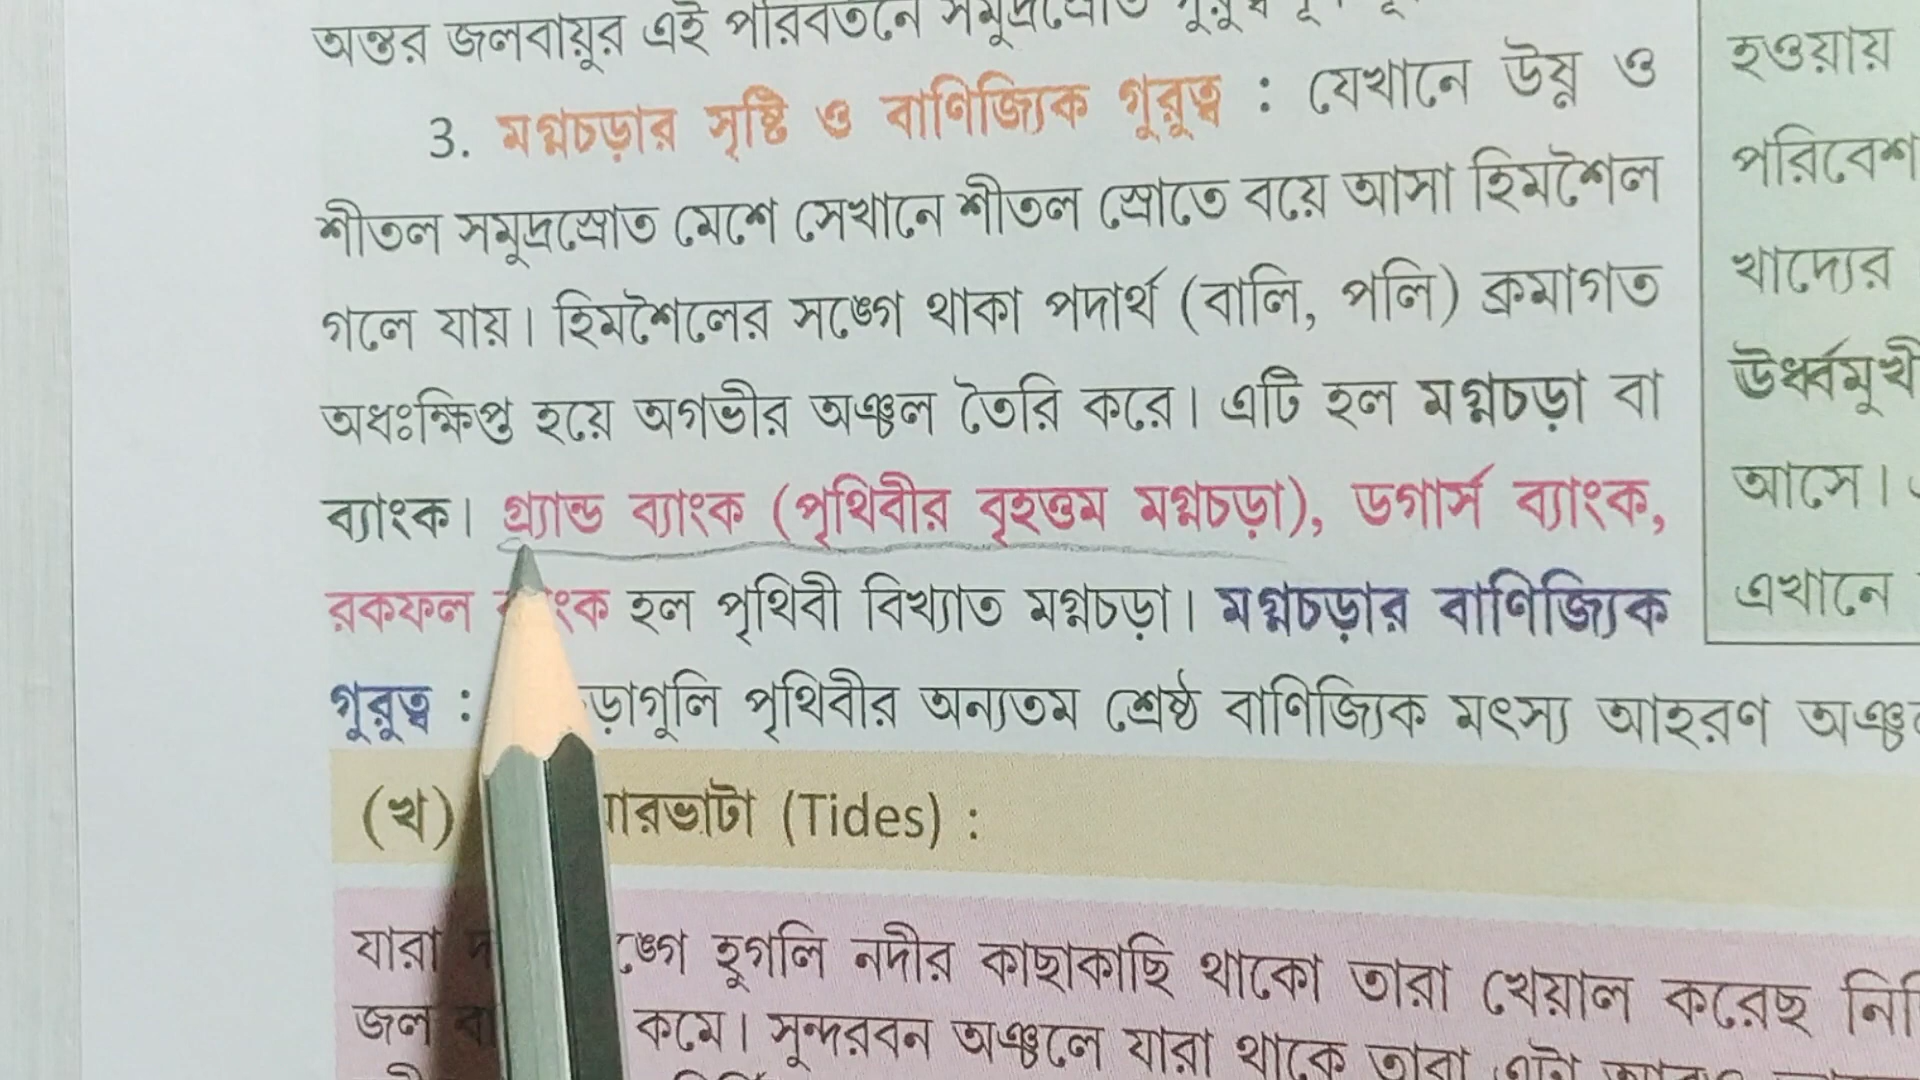 অন্তর জলবায়ুর এই পরিবর্তনে সমুদ্রস্রোত
3. মগ্নচড়ার সৃষ্টি ও বাণিজ্যিক গুরুত্ব : যেখানে উষ্ণ ও
শীতল সমুদ্রস্রোত মেশে সেখানে শীতল স্রোতে বয়ে আসা হিমশৈল
গলে যায়। হিমশৈলের সঙ্গে থাকা পদার্থ (বালি, পলি) ক্রমাগত
অধঃক্ষিপ্ত হয়ে অগভীর অঞ্চল তৈরি করে। এটি হল মগ্নচড়া বা
ব্যাংক। গ্র্যান্ড ব্যাংক (পৃথিবীর বৃহত্তম মগ্নচড়া), ডগার্স ব্যাংক,
রকফল হল পৃথিবী বিখ্যাত মগ্নচড়া। মগ্নচড়ার বাণিজ্যিক
গুরুত্ব : ড়াগুলি পৃথিবীর অন্যতম শ্রেষ্ঠ বাণিজ্যিক মৎস্য আহরণ
(খ) ারভাটা (Tides) :
যারা হুগলি নদীর কাছাকাছি থাকো তারা খেয়াল করেছ
জল কমে। সুন্দরবন অঞ্চলে যারা থাকে তারা এটা
হওয়ায়
পরিবেশ
খাদ্যের
ঊর্ধ্বমুখী
আসে।
এখানে